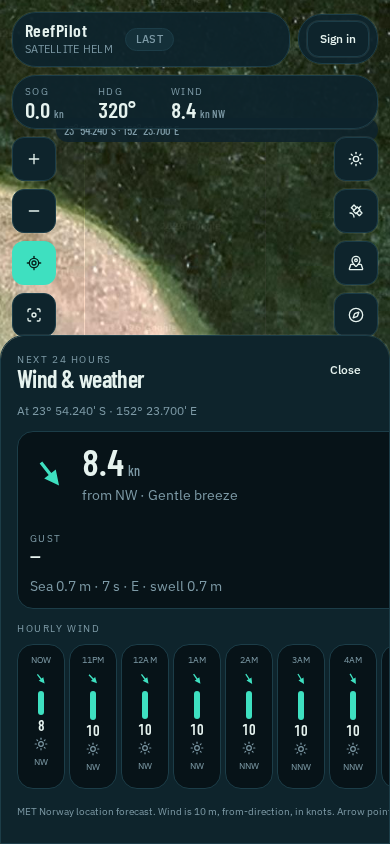 ReefPilot
SATELLITE HELM
LAST
Sign in
SOG
0.0 kn
HDG
320°
WIND
8.4 kn NW
23° 54.240' S · 152° 23.700' E
NEXT 24 HOURS
Wind & weather
Close
At 23° 54.240' S · 152° 23.700' E
8.4 kn
from NW · Gentle breeze
GUST
—
Sea 0.7 m · 7 s · E · swell 0.7 m
HOURLY WIND
NOW 11PM 12AM 1AM 2AM 3AM 4AM
8 10 10 10 10 10 10
NW NW NW NW NNW NNW NNW
MET Norway location forecast. Wind is 10 m, from-direction, in knots. Arrow poin